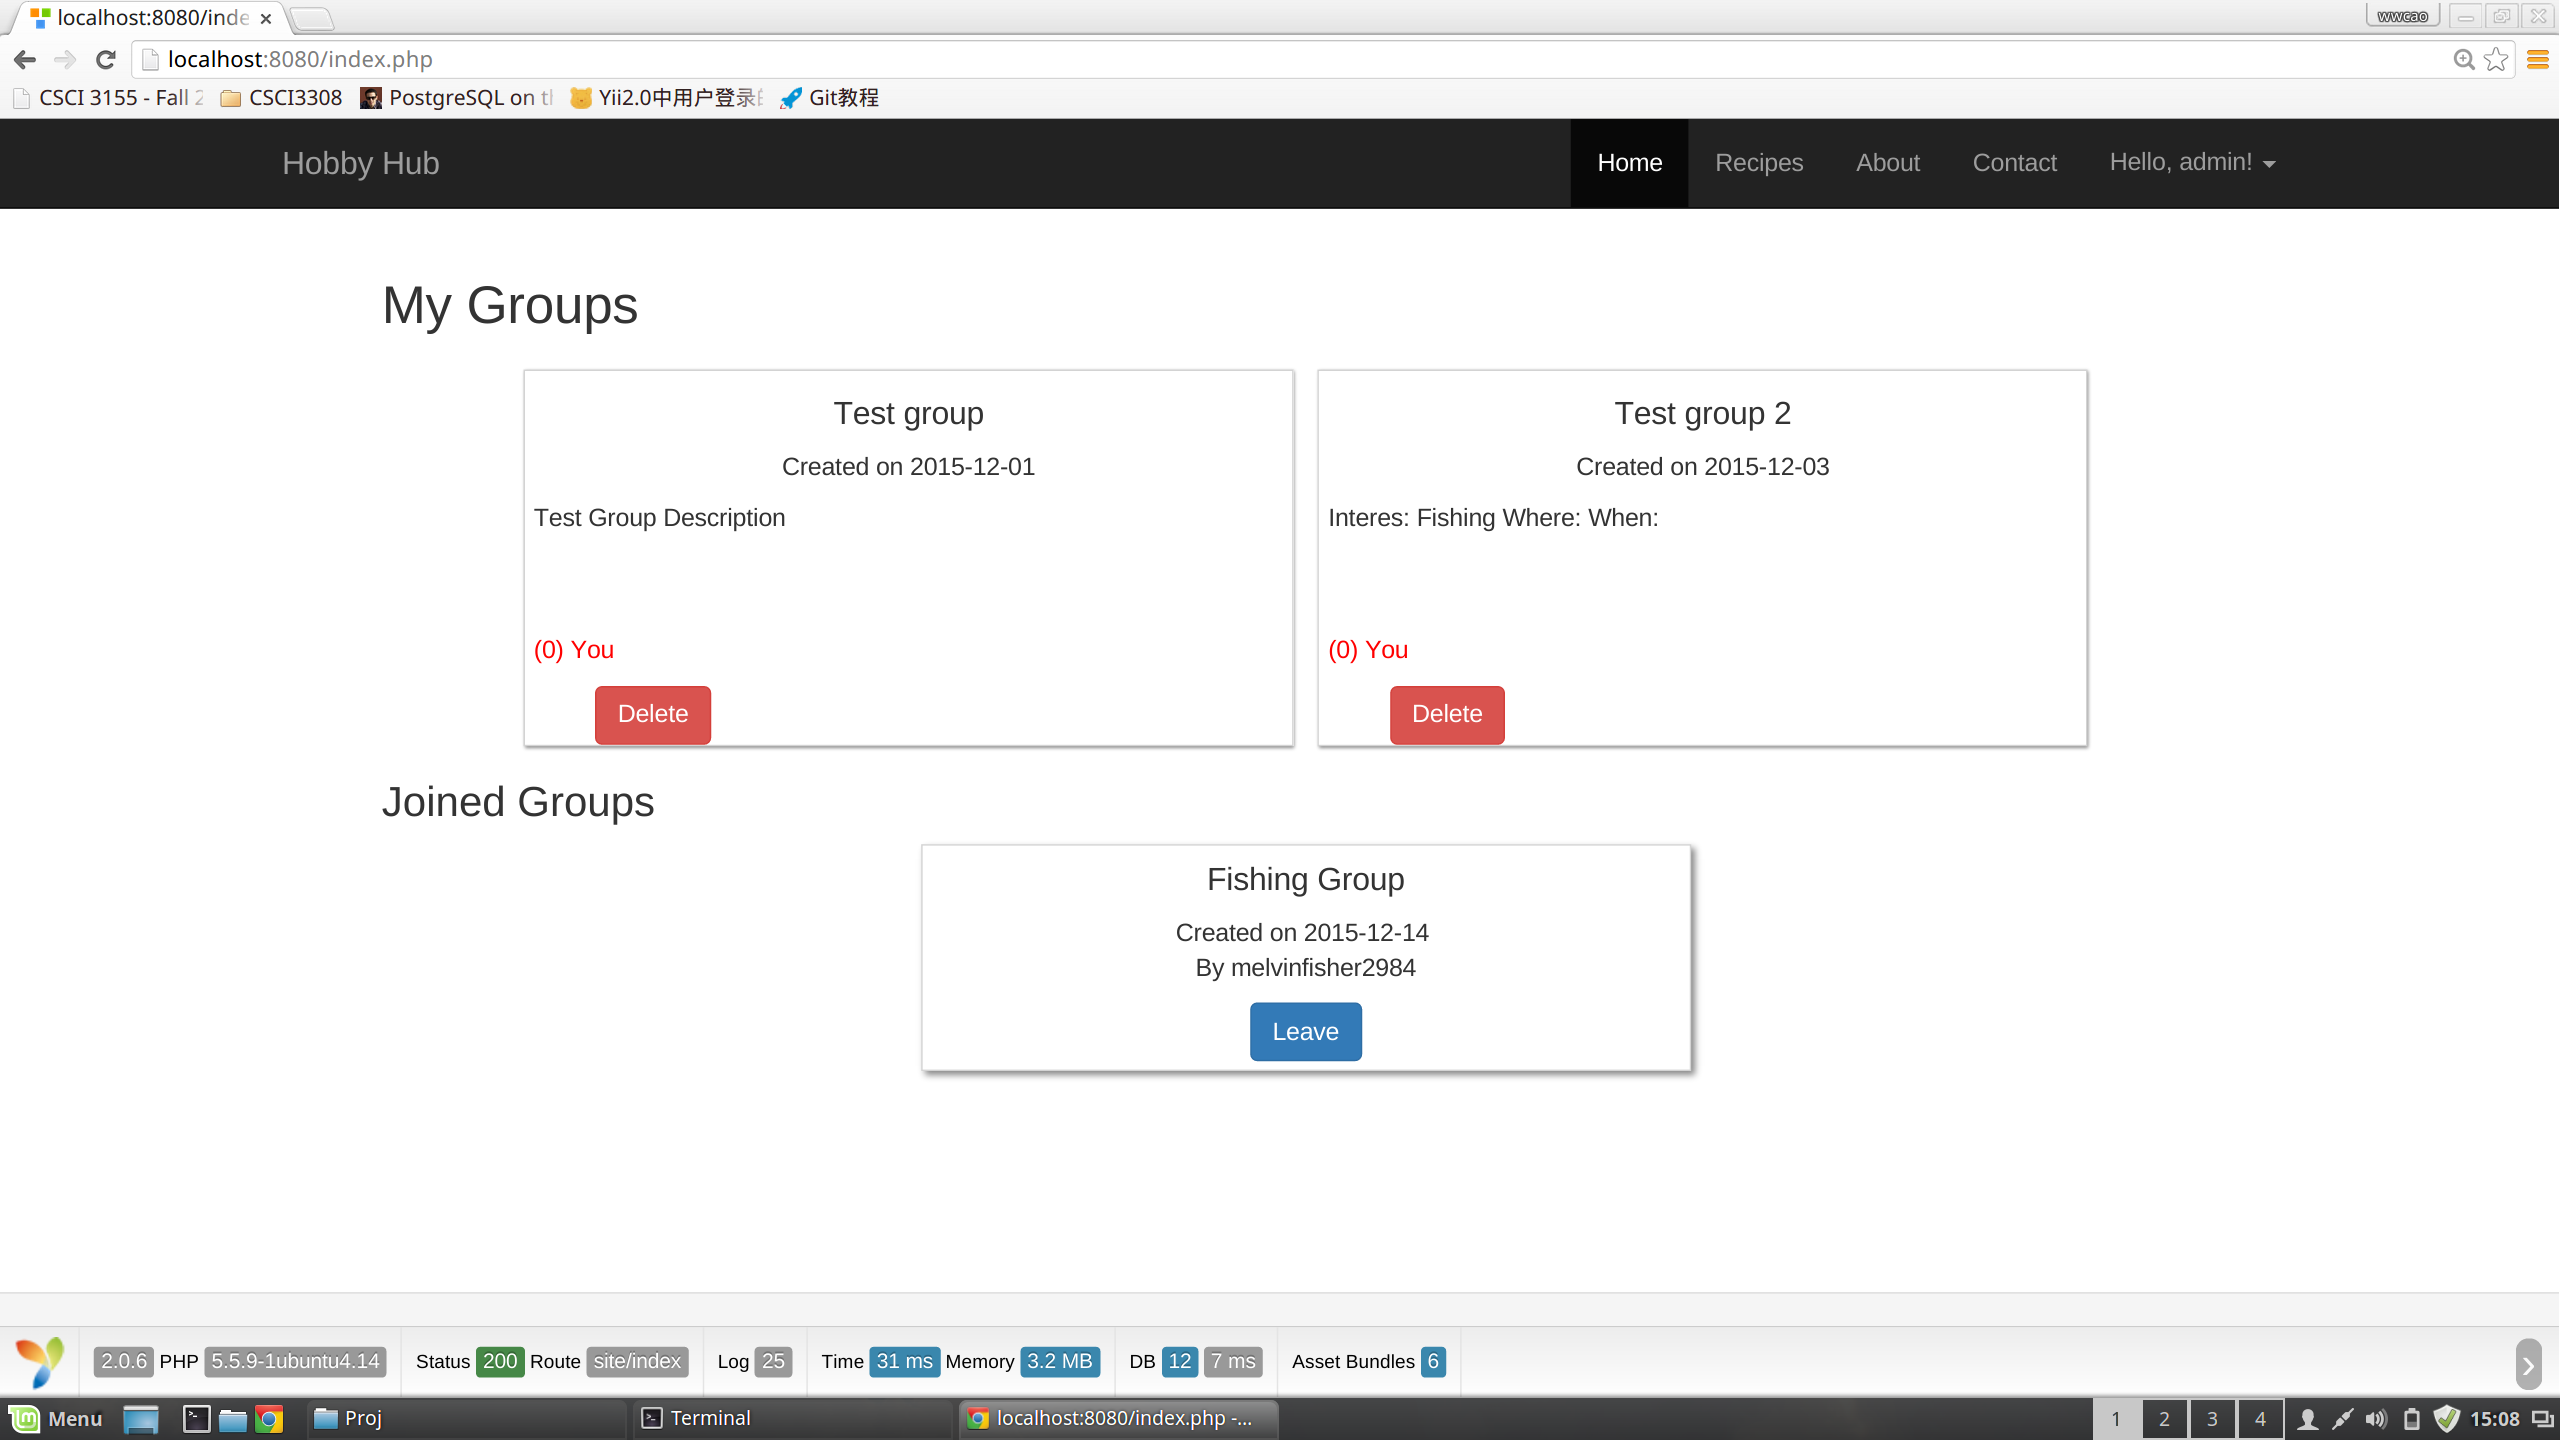 localhost:8080/inde
wwcao
localhost:8080/index.php
CSCI 3155 - Fall 2
CSCI3308
PostgreSQL on t
Yii2.0中用户登录
Git教程
Hobby Hub
Home
Recipes
About
Contact
Hello, admin!
My Groups
Test group
Created on 2015-12-01
Test Group Description
(0) You
Delete
Test group 2
Created on 2015-12-03
Interes: Fishing Where: When:
(0) You
Delete
Joined Groups
Fishing Group
Created on 2015-12-14
By melvinfisher2984
Leave
2.0.6 PHP 5.5.9-1ubuntu4.14
Status 200 Route site/index
Log 25
Time 31 ms Memory 3.2 MB
DB 12 7 ms
Asset Bundles 6
Menu
Proj
Terminal
localhost:8080/index.php -...
1 2 3 4
15:08